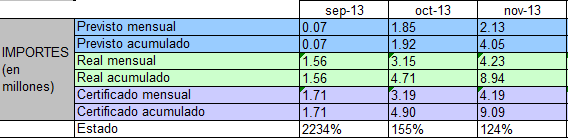 sep-13 oct-13 nov-13
IMPORTES (en millones)
Previsto mensual 0.07 1.85 2.13
Previsto acumulado 0.07 1.92 4.05
Real mensual 1.56 3.15 4.23
Real acumulado 1.56 4.71 8.94
Certificado mensual 1.71 3.19 4.19
Certificado acumulado 1.71 4.90 9.09
Estado 2234% 155% 124%